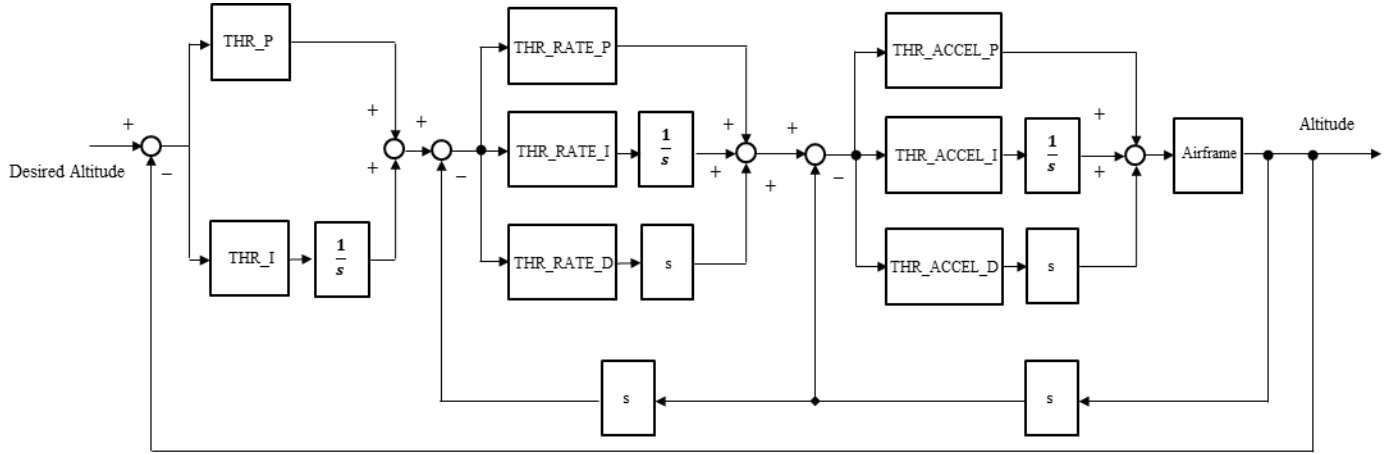 THR_P
THR_RATE_P
THR_ACCEL_P
+
+
+
+
+
+
Altitude
Desired Altitude
−
+
−
THR_RATE_I
1
s
+
+
−
THR_ACCEL_I
1
s
+
Airframe
THR_I
1
s
THR_RATE_D
s
THR_ACCEL_D
s
s
s